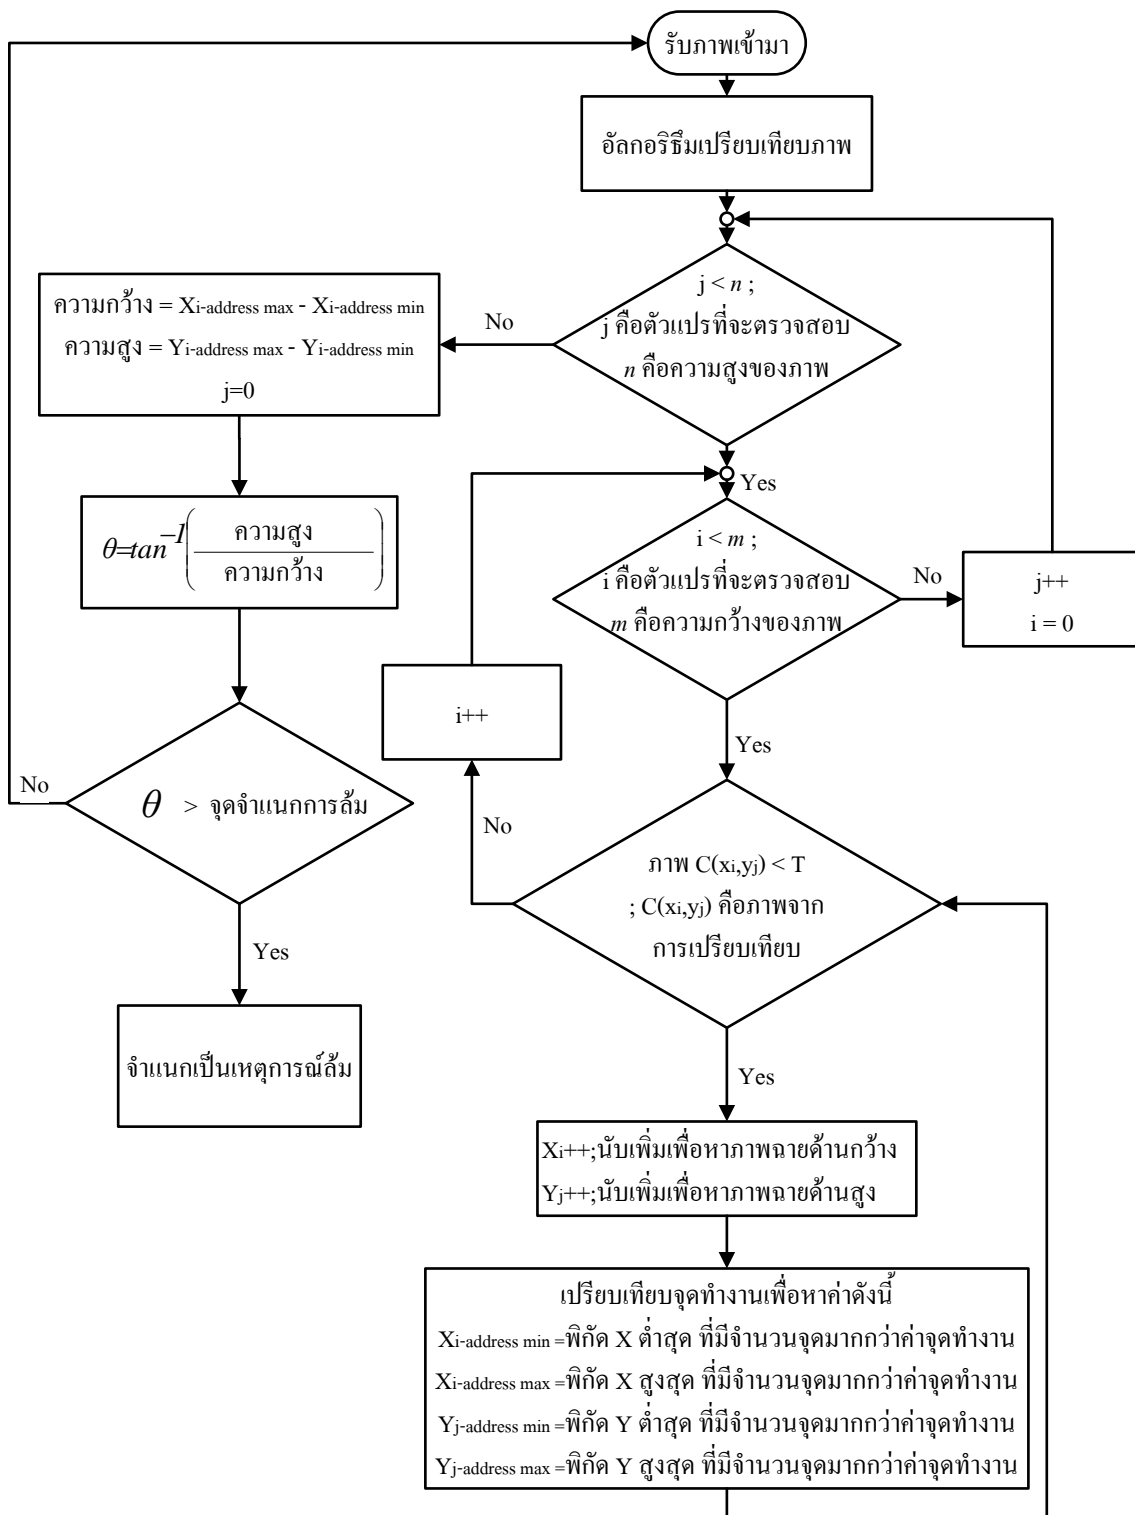 รับภาพเข้ามา
อัลกอริธึมเปรียบเทียบภาพ
j < n ;
j คือตัวแปรที่จะตรวจสอบ
n คือความสูงของภาพ
No
ความกว้าง = Xi-address max - Xi-address min
ความสูง = Yi-address max - Yi-address min
j=0
Yes
θ=tan-1(ความสูง
ความกว้าง)
i < m ;
i คือตัวแปรที่จะตรวจสอบ
m คือความกว้างของภาพ
No
j++
i = 0
i++
Yes
No
θ > จุดจำแนกการล้ม
No
ภาพ C(xi,yj) < T
; C(xi,yj) คือภาพจาก
การเปรียบเทียบ
Yes
จำแนกเป็นเหตุการณ์ล้ม
Yes
Xi++;นับเพิ่มเพื่อหาภาพฉายด้านกว้าง
Yj++;นับเพิ่มเพื่อหาภาพฉายด้านสูง
เปรียบเทียบจุดทำงานเพื่อหาค่าดังนี้
Xi-address min =พิกัด X ต่ำสุด ที่มีจำนวนจุดมากกว่าค่าจุดทำงาน
Xi-address max =พิกัด X สูงสุด ที่มีจำนวนจุดมากกว่าค่าจุดทำงาน
Yj-address min =พิกัด Y ต่ำสุด ที่มีจำนวนจุดมากกว่าค่าจุดทำงาน
Yj-address max =พิกัด Y สูงสุด ที่มีจำนวนจุดมากกว่าค่าจุดทำงาน